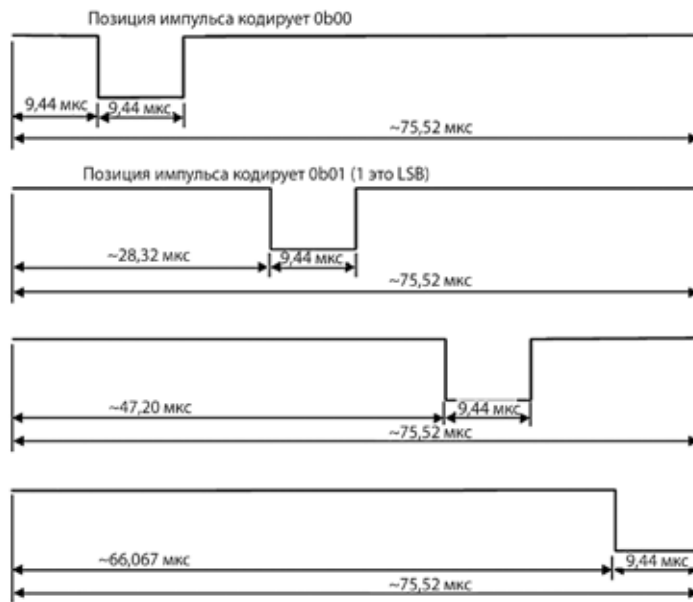 Позиция импульса кодирует 0b00
9,44 мкс
9,44 мкс
~75,52 мкс
Позиция импульса кодирует 0b01 (1 это LSB)
~28,32 мкс
9,44 мкс
~75,52 мкс
~47,20 мкс
9,44 мкс
~75,52 мкс
~66,067 мкс
9,44 мкс
~75,52 мкс